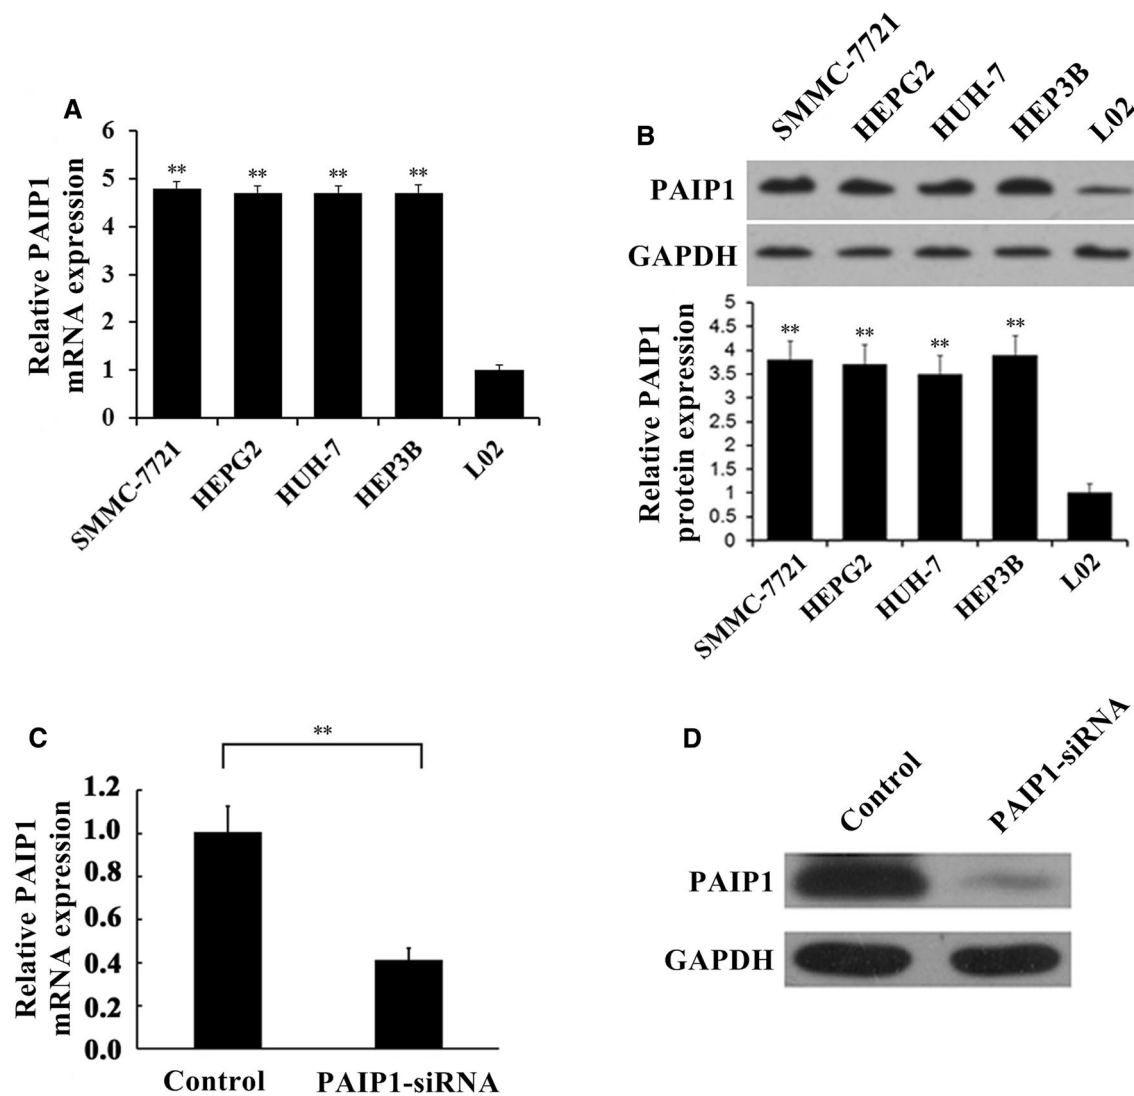 A
Relative PAIP1
mRNA expression
6
5
4
3
2
1
0
** ** ** **
SMMC-7721
HEPG2
HUH-7
HEP3B
L02
B
SMMC-7721
HEPG2
HUH-7
HEP3B
L02
PAIP1
GAPDH
Relative PAIP1
protein expression
5
4.5
4
3.5
3
2.5
2
1.5
1
0.5
0
** ** ** **
SMMC-7721
HEPG2
HUH-7
HEP3B
L02
C
**
Relative PAIP1
mRNA expression
1.2
1.0
0.8
0.6
0.4
0.2
0.0
Control
PAIP1-siRNA
D
Control
PAIP1-siRNA
PAIP1
GAPDH